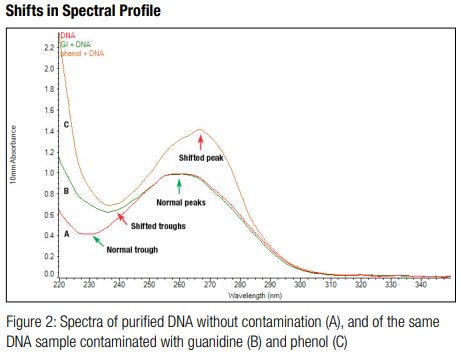 Shifts in Spectral Profile
DNA
GI + DNA
phenol + DNA
2.2
2.0
1.8
1.6
1.4
1.2
1.0
0.8
0.6
0.4
0.2
0.0
10mm Absorbance
C
B
A
Shifted peak
Normal peaks
Shifted troughs
Normal trough
220 230 240 250 260 270 280 290 300 310 320 330 340
Wavelength (nm)
Figure 2: Spectra of purified DNA without contamination (A), and of the same
DNA sample contaminated with guanidine (B) and phenol (C)